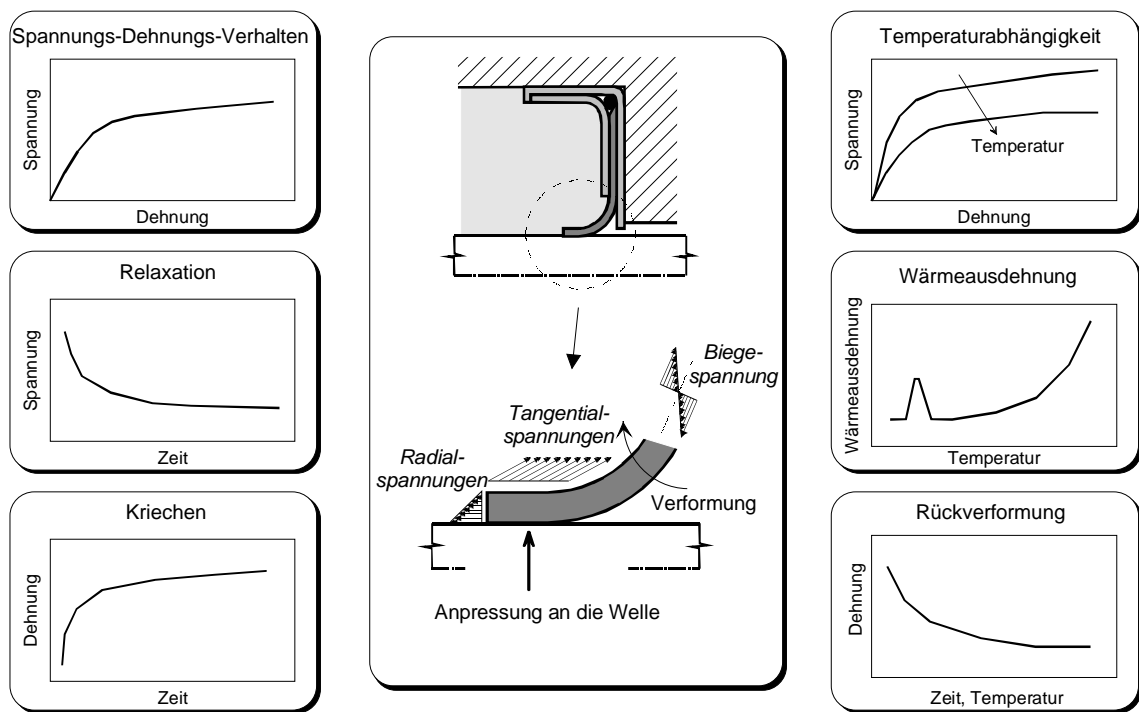 Spannungs-Dehnungs-Verhalten
Spannung
Dehnung
Relaxation
Spannung
Zeit
Kriechen
Dehnung
Zeit
Biege-
spannung
Tangential-
spannungen
Radial-
spannungen
Verformung
Anpressung an die Welle
Temperaturabhängigkeit
Spannung
Temperatur
Dehnung
Wärmeausdehnung
Wärmeausdehnung
Temperatur
Rückverformung
Dehnung
Zeit, Temperatur